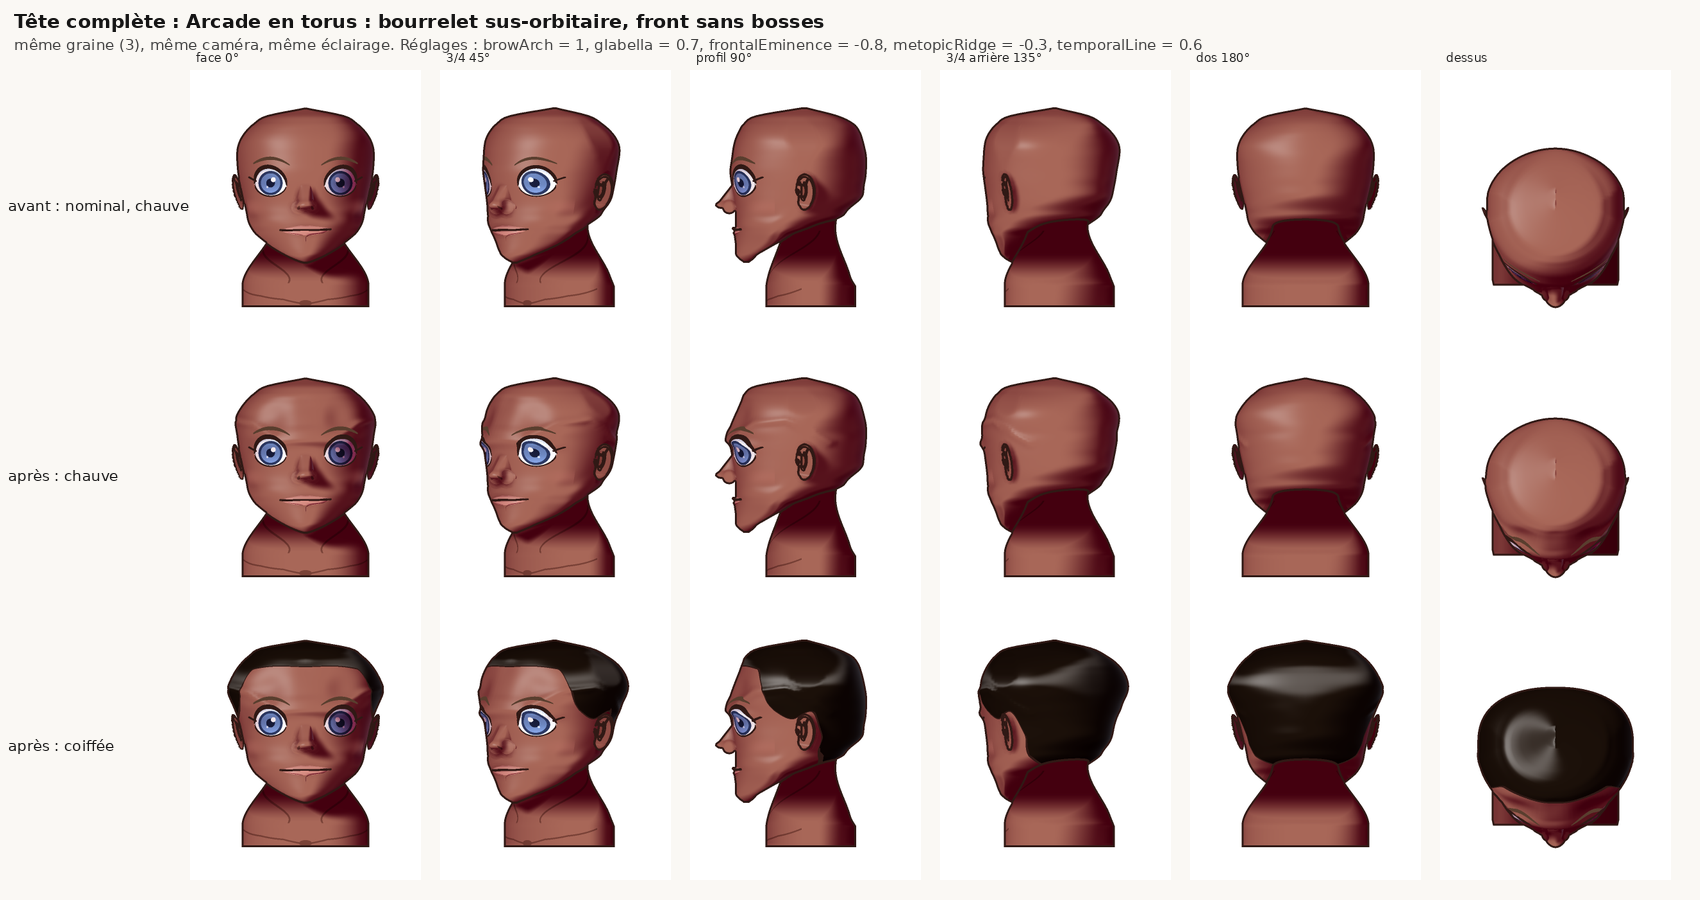 Tête complète : Arcade en torus : bourrelet sus-orbitaire, front sans bosses
même graine (3), même caméra, même éclairage. Réglages : browArch = 1, glabella = 0.7, frontalEminence = -0.8, metopicRidge = -0.3, temporalLine = 0.6
face 0° 3/4 45° profil 90° 3/4 arrière 135° dos 180° dessus
avant : nominal, chauve
après : chauve
après : coiffée